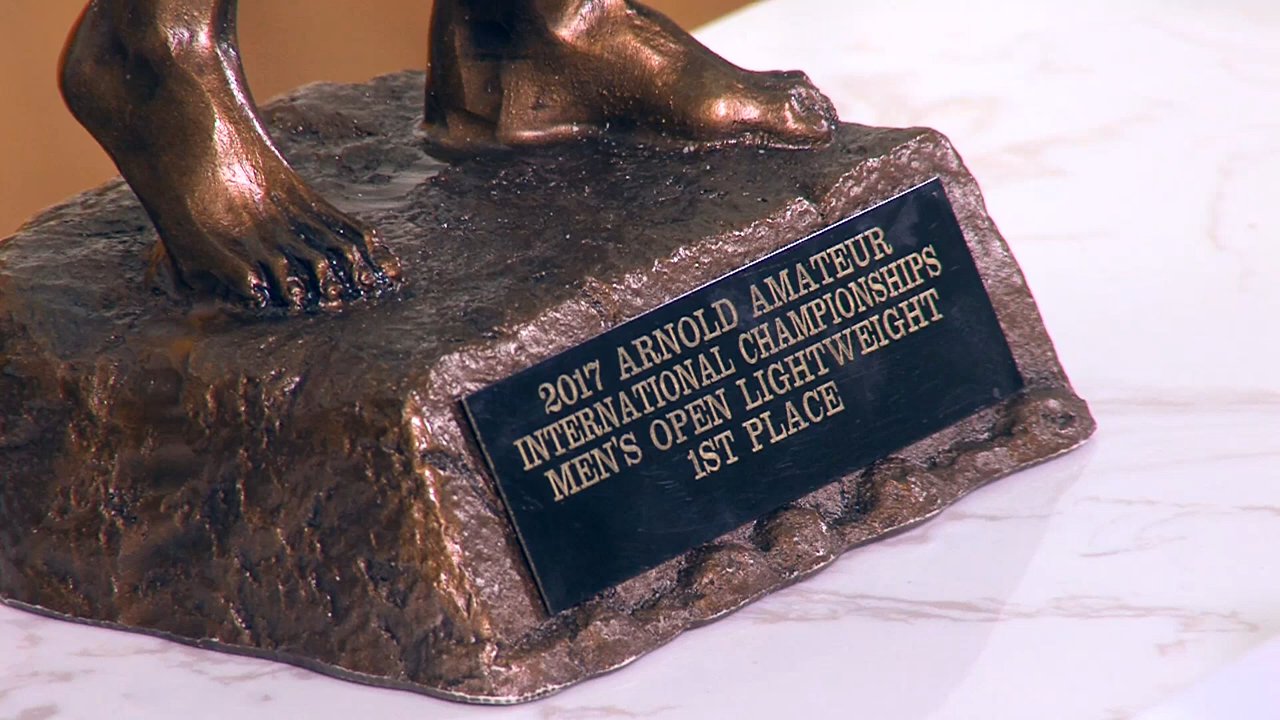 2017 ARNOLD AMATEUR
INTERNATIONAL CHAMPIONSHIPS
MEN'S OPEN LIGHTWEIGHT
1ST PLACE